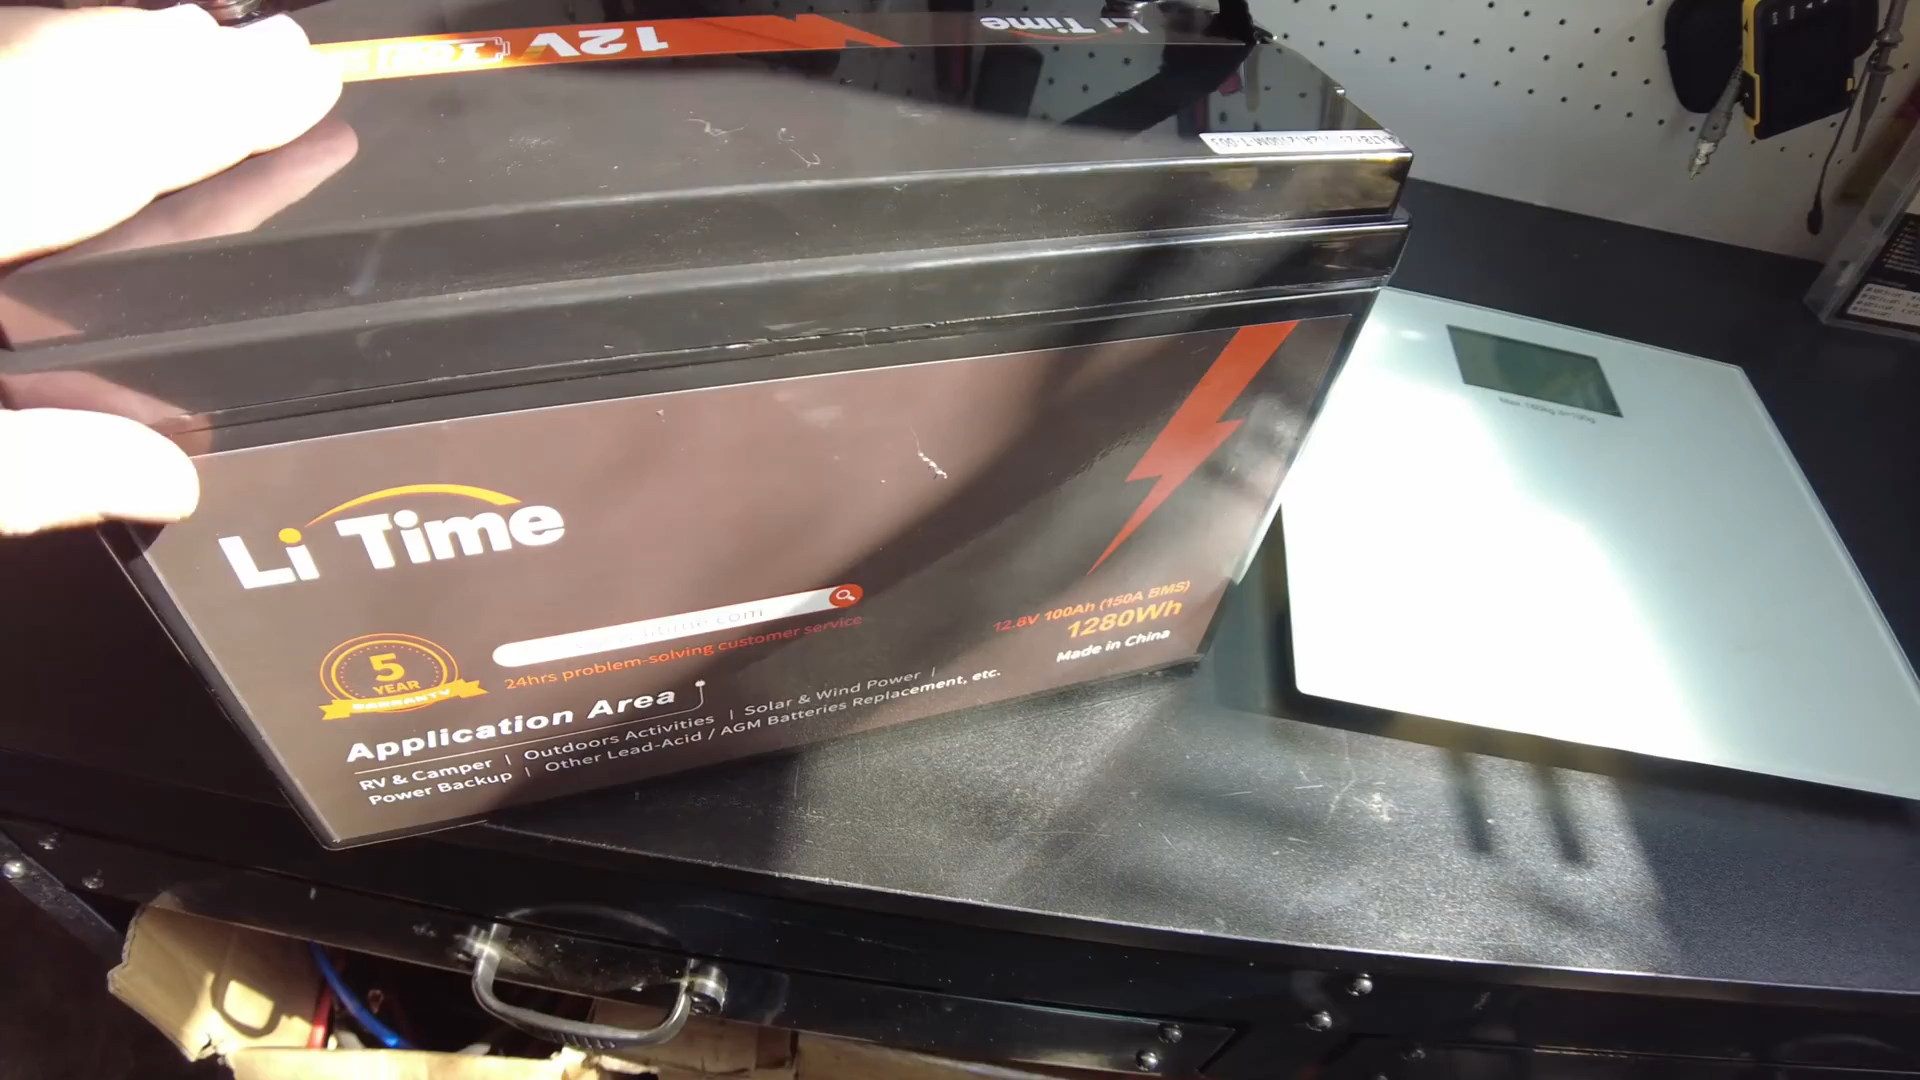 12V
Li Time
Li Time
24hrs problem-solving customer service
5
YEAR
WARRANTY
12.8V 100Ah (150A BMS)
1280Wh
Made in China
Application Area
RV & Camper | Outdoors Activities | Solar & Wind Power |
Power Backup | Other Lead-Acid / AGM Batteries Replacement, etc.